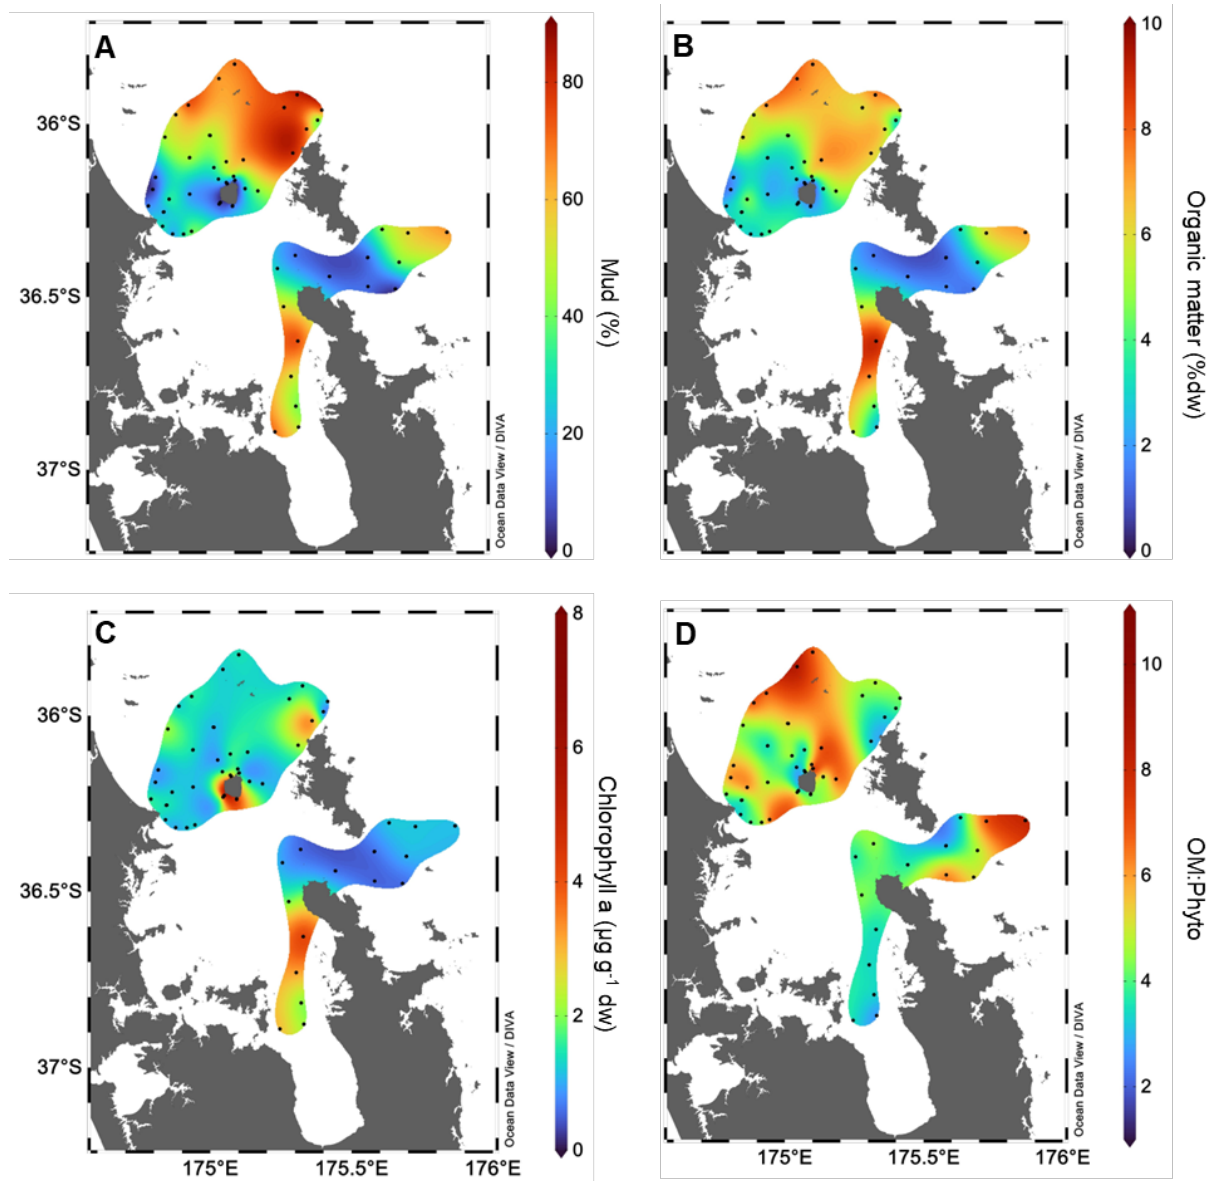 A
36°S
36.5°S
37°S
80
60
40
20
0
Mud (%)
Ocean Data View / DIVA
B
10
8
6
4
2
0
Organic matter (%dw)
Ocean Data View / DIVA
C
36°S
36.5°S
37°S
175°E
175.5°E
176°E
8
6
4
2
0
Chlorophyll a (µg g⁻¹ dw)
Ocean Data View / DIVA
D
175°E
175.5°E
176°E
10
8
6
4
2
OM:Phyto
Ocean Data View / DIVA